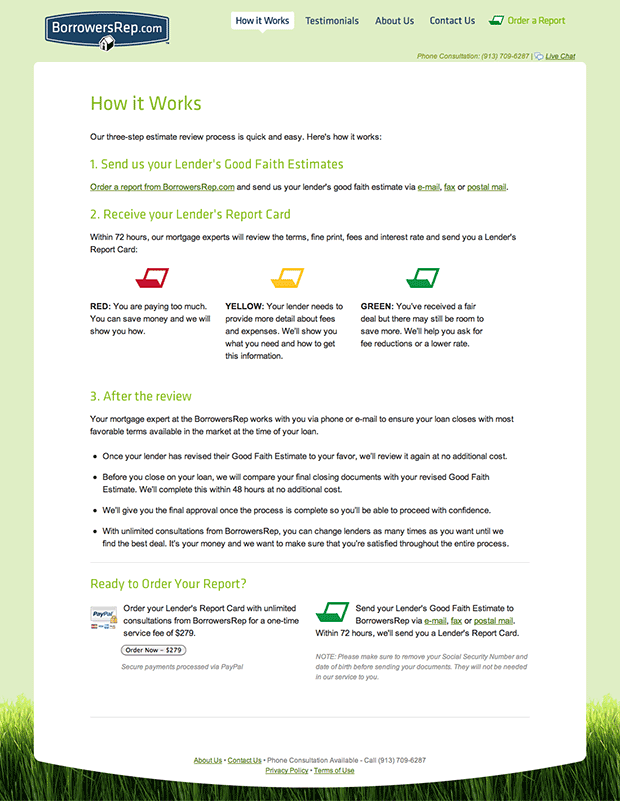 BorrowersRep.com
How it Works
Testimonials
About Us
Contact Us
Order a Report
Phone Consultation: (913) 709-6287 | Live Chat
How it Works
Our three-step estimate review process is quick and easy. Here's how it works:
1. Send us your Lender's Good Faith Estimates
Order a report from BorrowersRep.com and send us your lender's good faith estimate via e-mail, fax or postal mail.
2. Receive your Lender's Report Card
Within 72 hours, our mortgage experts will review the terms, fine print, fees and interest rate and send you a Lender's
Report Card:
RED: You are paying too much.
You can save money and we will
show you how.
YELLOW: Your lender needs to
provide more detail about fees
and expenses. We'll show you
what you need and how to get
this information.
GREEN: You've received a fair
deal but there may still be room to
save more. We'll help you ask for
fee reductions or a lower rate.
3. After the review
Your mortgage expert at the BorrowersRep works with you via phone or e-mail to ensure your loan closes with most
favorable terms available in the market at the time of your loan.
• Once your lender has revised their Good Faith Estimate to your favor, we'll review it again at no additional cost.
• Before you close on your loan, we will compare your final closing documents with your revised Good Faith
Estimate. We'll complete this within 48 hours at no additional cost.
• We'll give you the final approval once the process is complete so you'll be able to proceed with confidence.
• With unlimited consultations from BorrowersRep, you can change lenders as many times as you want until we
find the best deal. It's your money and we want to make sure that you're satisfied throughout the entire process.
Ready to Order Your Report?
PayPal
Order your Lender's Report Card with unlimited
consultations from BorrowersRep for a one-time
service fee of $279.
Order Now – $279
Secure payments processed via PayPal
Send your Lender's Good Faith Estimate to
BorrowersRep via e-mail, fax or postal mail.
Within 72 hours, we'll send you a Lender's Report Card.
NOTE: Please make sure to remove your Social Security Number and
date of birth before sending your documents. They will not be needed
in our service to you.
About Us • Contact Us • Phone Consultation Available - Call (913) 709-6287
Privacy Policy • Terms of Use